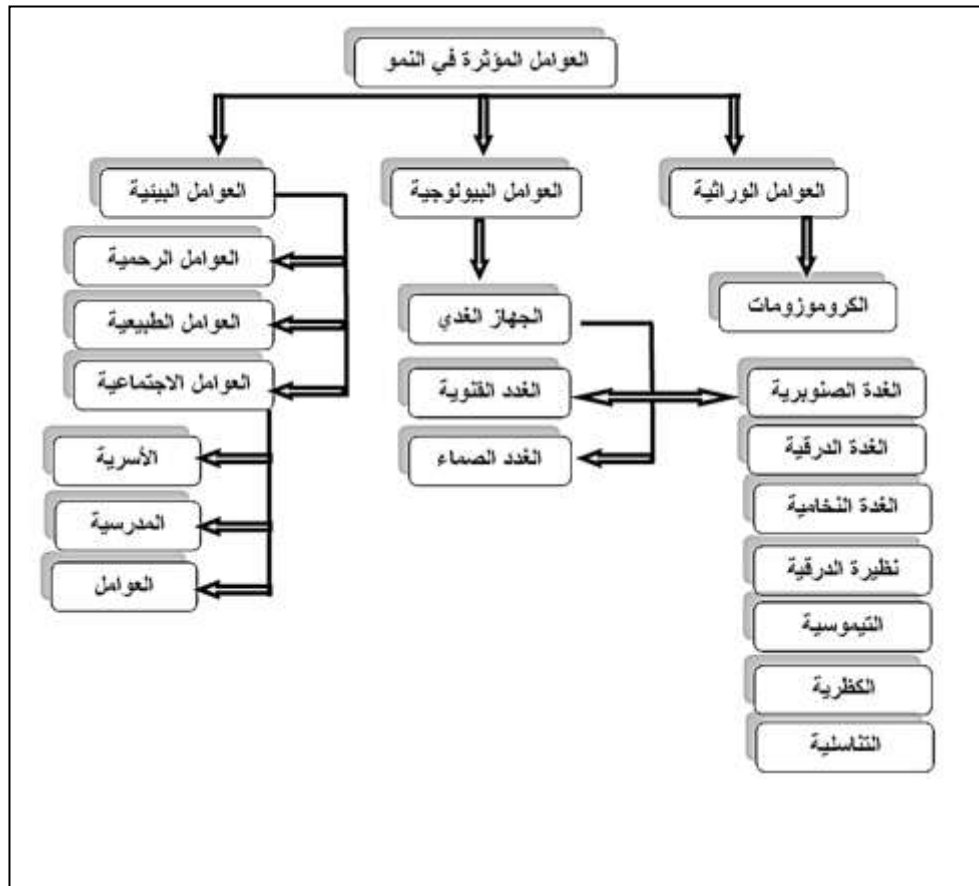 العوامل المؤثرة في النمو
العوامل الوراثية
العوامل البيولوجية
العوامل البيئية
الكروموزومات
الجهاز الغدي
الغدد القنوية
الغدد الصماء
الغدة الصنوبرية
الغدة الدرقية
الغدة النخامية
نظيرة الدرقية
التيموسية
الكظرية
التناسلية
العوامل الرحمية
العوامل الطبيعية
العوامل الاجتماعية
الأسرية
المدرسية
العوامل